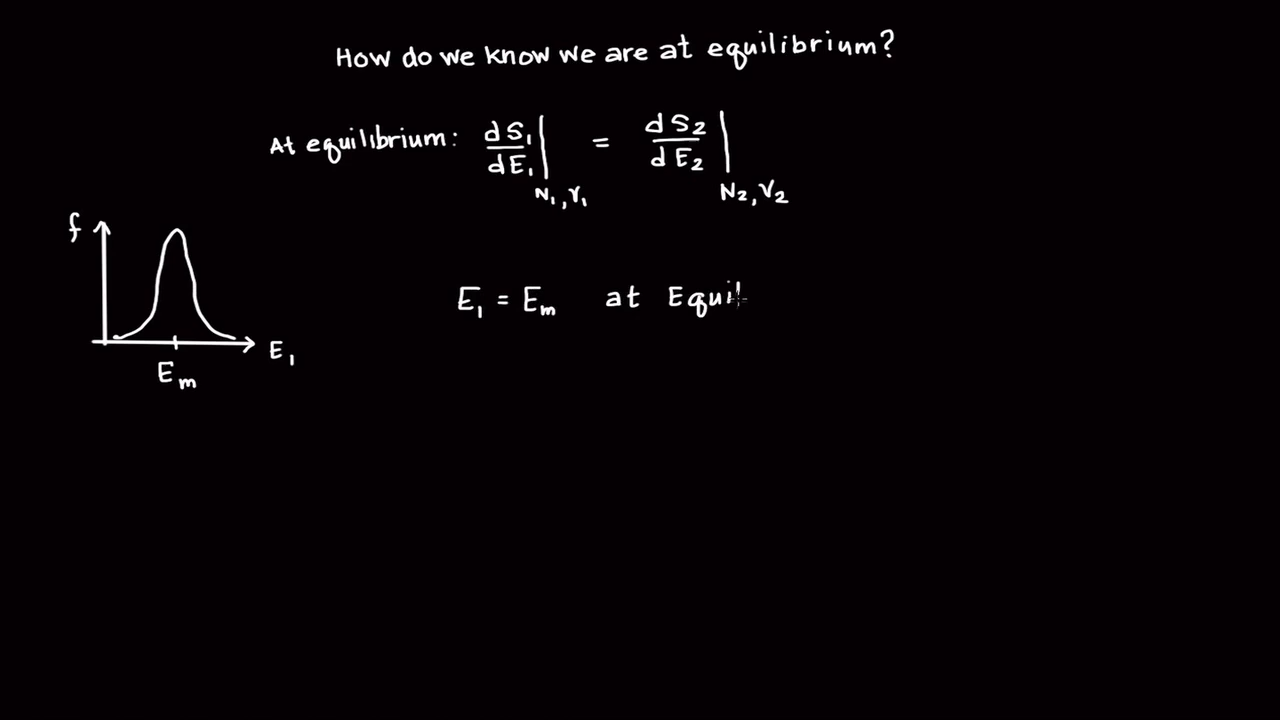 How do we know we are at equilibrium?
At equilibrium: dS₁/dE₁|N₁,V₁ = dS₂/dE₂|N₂,V₂
f
E₁ = Eₘ at Equil
E₁
Eₘ